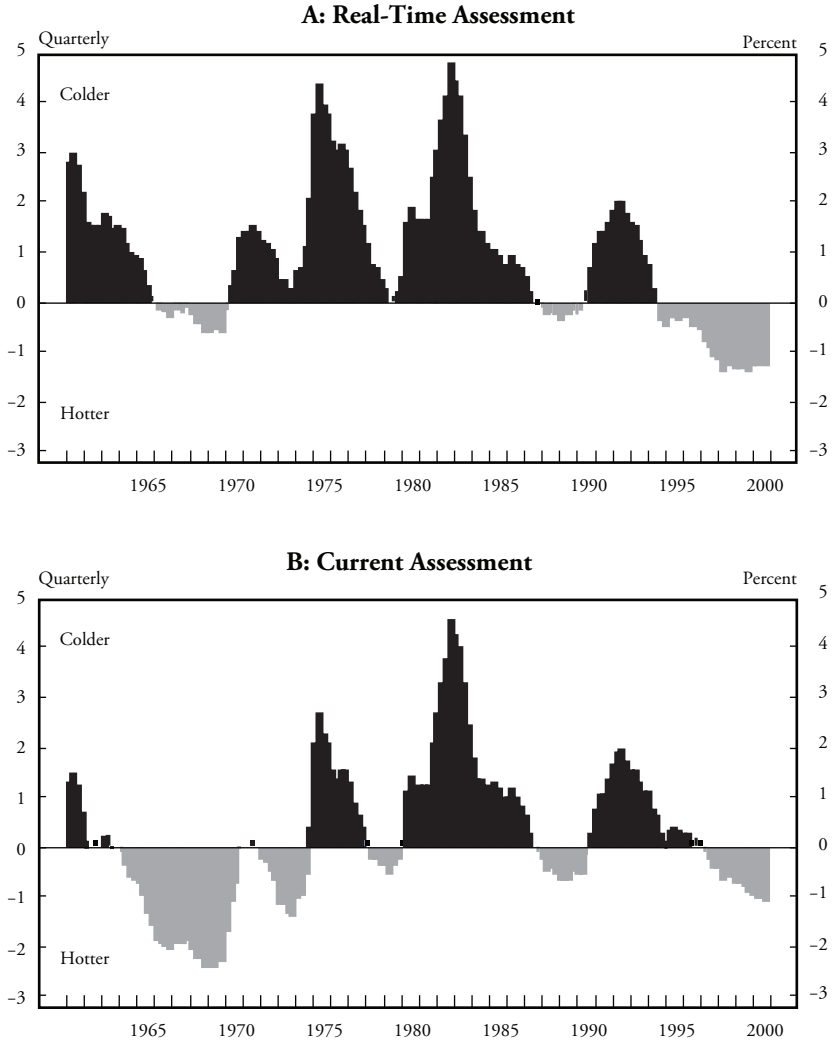 A: Real-Time Assessment
Quarterly Percent
5 5
Colder
4 4
3 3
2 2
1 1
0 0
–1 –1
–2 –2
Hotter
–3 –3
1965 1970 1975 1980 1985 1990 1995 2000
B: Current Assessment
Quarterly Percent
5 5
Colder
4 4
3 3
2 2
1 1
0 0
–1 –1
–2 –2
Hotter
–3 –3
1965 1970 1975 1980 1985 1990 1995 2000